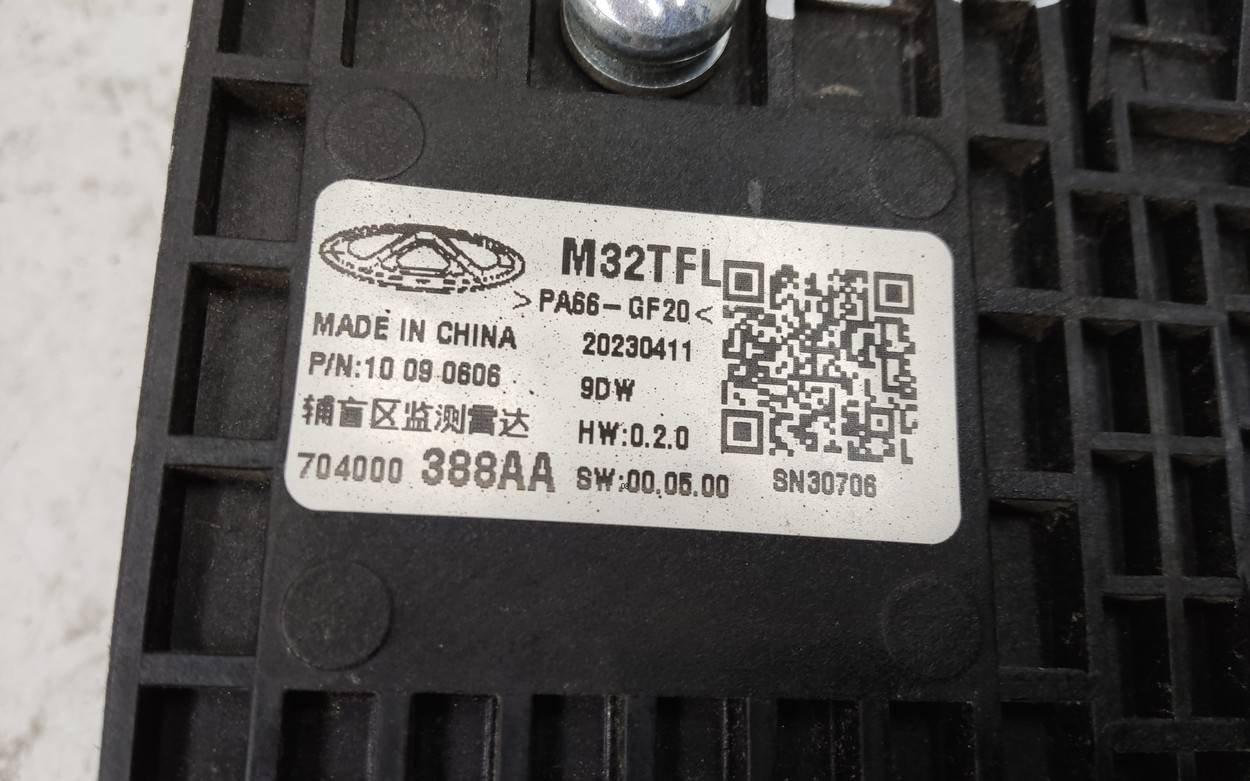 M32TFL
>PA66-GF20<
MADE IN CHINA
20230411
P/N:10 09 0606
9DW
辅盲区监测雷达
HW:0.2.0
704000 388AA
SW:00.05.00
SN30706